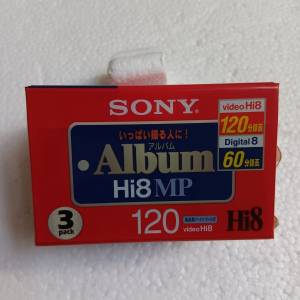 SONY
video Hi8
120分録画
Digital 8
60分録画
いっぱい撮る人に!
アルバム
•Album
Hi8 MP
3
pack
120
video Hi8
Hi8